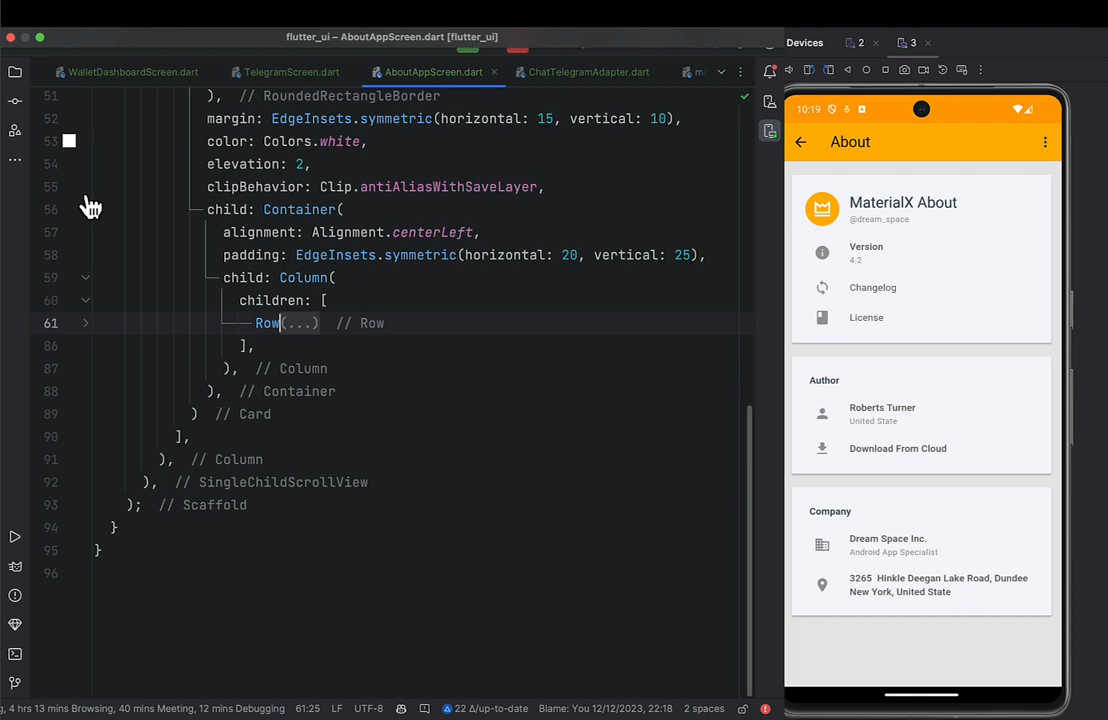 flutter_ui – AboutAppScreen.dart [flutter_ui]
Devices
2
3
WalletDashboardScreen.dart
TelegramScreen.dart
AboutAppScreen.dart
ChatTelegramAdapter.dart
51 ), // RoundedRectangleBorder
52 margin: EdgeInsets.symmetric(horizontal: 15, vertical: 10),
53 color: Colors.white,
54 elevation: 2,
55 clipBehavior: Clip.antiAliasWithSaveLayer,
56 child: Container(
57 alignment: Alignment.centerLeft,
58 padding: EdgeInsets.symmetric(horizontal: 20, vertical: 25),
59 child: Column(
60 children: [
61 Row(...) // Row
86 ],
87 ), // Column
88 ), // Container
89 ) // Card
90 ],
91 ), // Column
92 ), // SingleChildScrollView
93 ); // Scaffold
94 }
95 }
96
10:19
About
MaterialX About
@dream_space
Version
4.2
Changelog
License
Author
Roberts Turner
United State
Download From Cloud
Company
Dream Space Inc.
Android App Specialist
3265 Hinkle Deegan Lake Road, Dundee
New York, United State
, 4 hrs 13 mins Browsing, 40 mins Meeting, 12 mins Debugging
61:25
LF
UTF-8
22 Δ/up-to-date
Blame: You 12/12/2023, 22:18
2 spaces